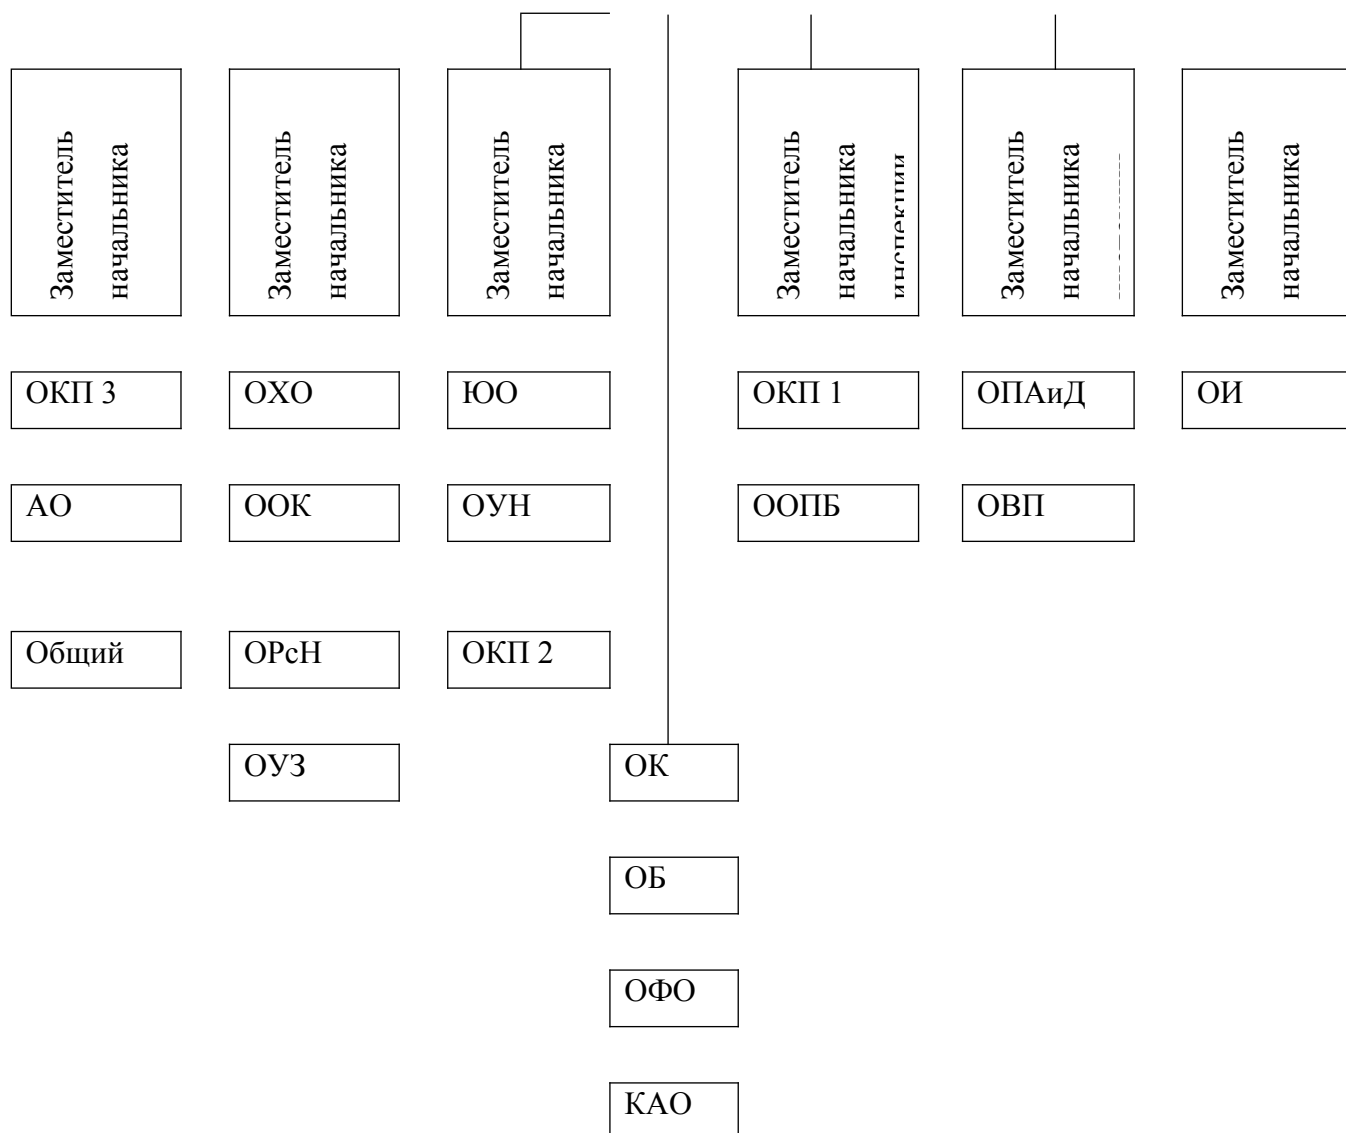 Заместитель
начальника
Заместитель
начальника
Заместитель
начальника
Заместитель
начальника
инспекции
Заместитель
начальника
Заместитель
начальника
ОКП 3
ОХО
ЮО
ОКП 1
ОПАиД
ОИ
АО
ООК
ОУН
ООПБ
ОВП
Общий
ОРсН
ОКП 2
ОУЗ
ОК
ОБ
ОФО
КАО